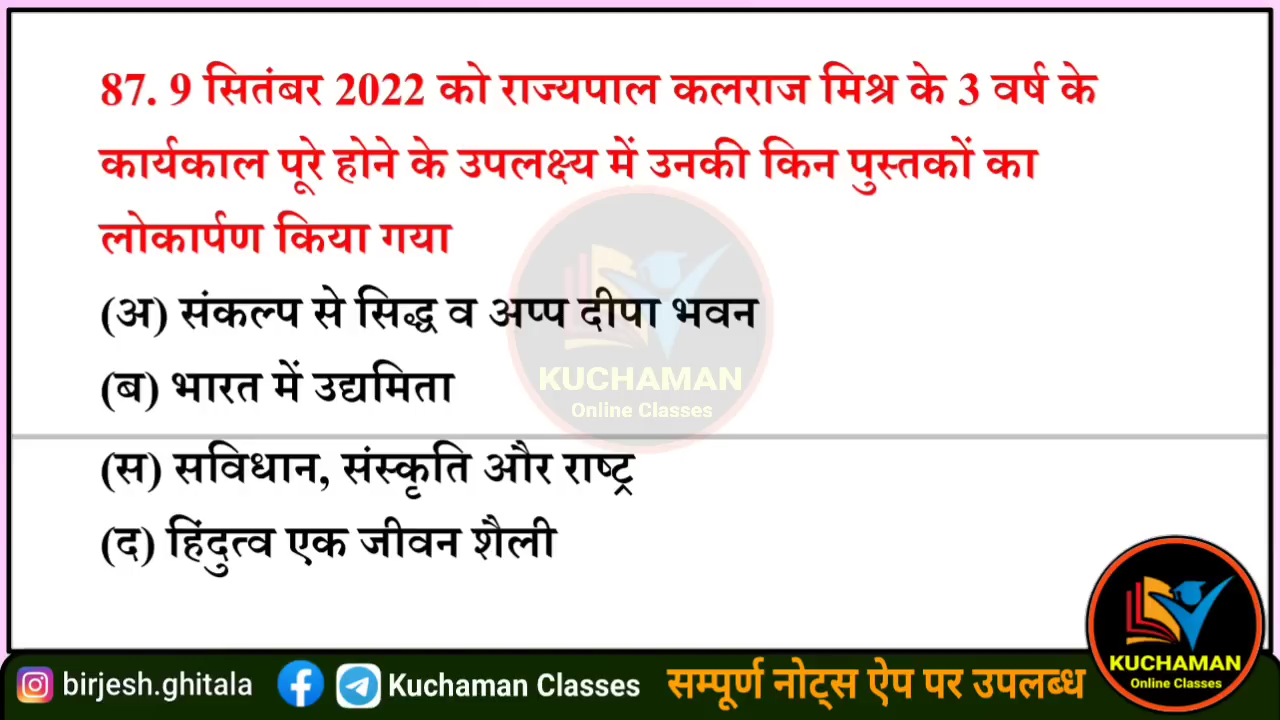 87. 9 सितंबर 2022 को राज्यपाल कलराज मिश्र के 3 वर्ष के
कार्यकाल पूरे होने के उपलक्ष्य में उनकी किन पुस्तकों का
लोकार्पण किया गया
(अ) संकल्प से सिद्ध व अप्प दीपा भवन
(ब) भारत में उद्यमिता
KUCHAMAN
Online Classes
(स) सविधान, संस्कृति और राष्ट्र
(द) हिंदुत्व एक जीवन शैली
KUCHAMAN
Online Classes
birjesh.ghitala Kuchaman Classes सम्पूर्ण नोट्स ऐप पर उपलब्ध